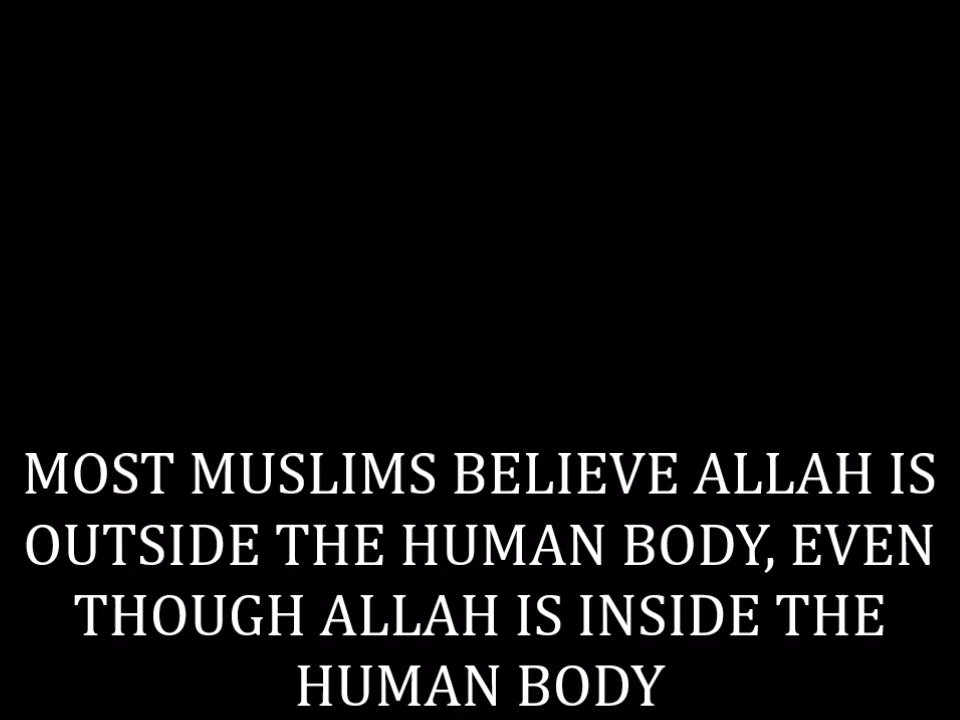 MOST MUSLIMS BELIEVE ALLAH IS
OUTSIDE THE HUMAN BODY, EVEN
THOUGH ALLAH IS INSIDE THE
HUMAN BODY